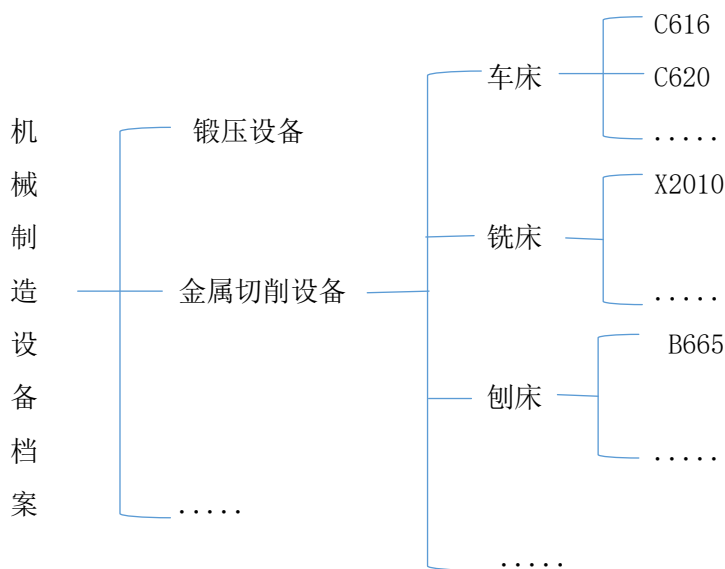 机械制造设备档案
锻压设备
金属切削设备
.....
车床
C616
C620
.....
铣床
X2010
.....
刨床
B665
.....
.....